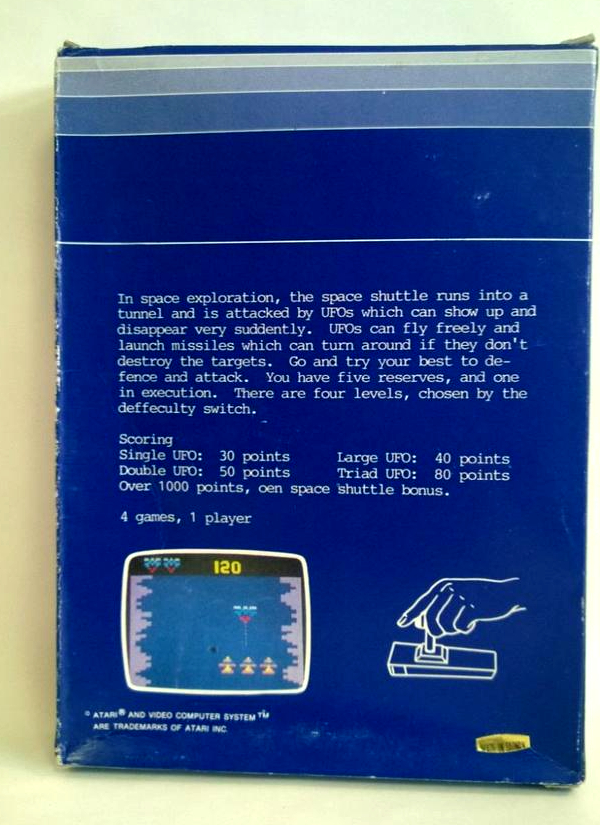 In space exploration, the space shuttle runs into a
tunnel and is attacked by UFOs which can show up and
disappear very suddently. UFOs can fly freely and
launch missiles which can turn around if they don't
destroy the targets. Go and try your best to de-
fence and attack. You have five reserves, and one
in execution. There are four levels, chosen by the
deffeculty switch.
Scoring
Single UFO: 30 points Large UFO: 40 points
Double UFO: 50 points Triad UFO: 80 points
Over 1000 points, oen space shuttle bonus.
4 games, 1 player
120
ATARI® AND VIDEO COMPUTER SYSTEM™
ARE TRADEMARKS OF ATARI INC.